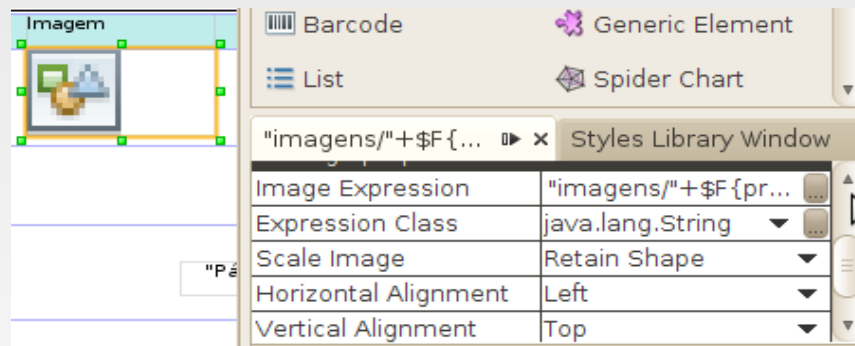 Imagem
"Pá
Barcode Generic Element
List Spider Chart
"imagens/"+$F{... Styles Library Window
Image Expression "imagens/"+$F{pr... ...
Expression Class java.lang.String ...
Scale Image Retain Shape
Horizontal Alignment Left
Vertical Alignment Top